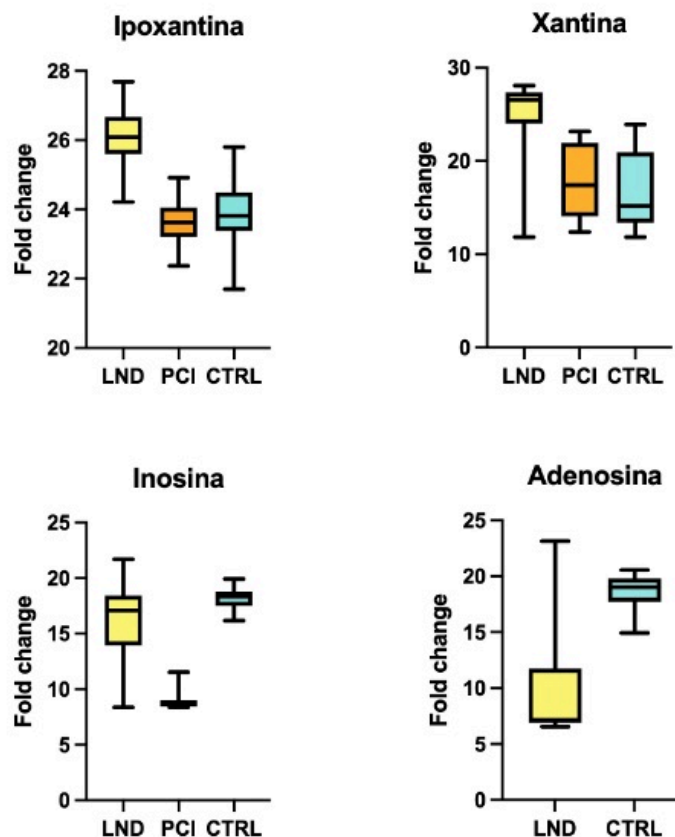 Ipoxantina
Fold change
28
26
24
22
20
LND PCI CTRL
Xantina
Fold change
30
20
10
0
LND PCI CTRL
Inosina
Fold change
25
20
15
10
5
0
LND PCI CTRL
Adenosina
Fold change
25
20
15
10
5
0
LND CTRL